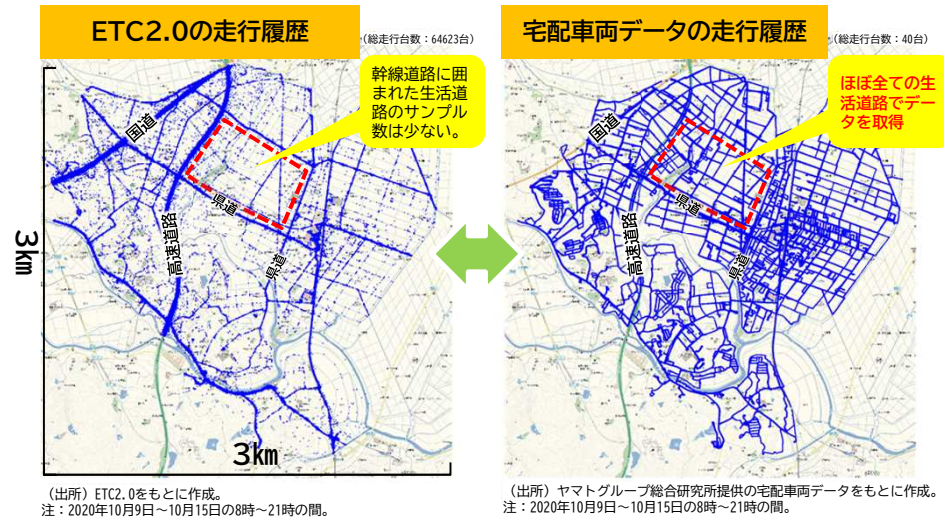 ETC2.0の走行履歴
(総走行台数:64623台)
幹線道路に囲
まれた生活道
路のサンプル
数は少ない。
国道
県道
高速道路
県道
3km
3km
(出所)ETC2.0をもとに作成。
注:2020年10月9日~10月15日の8時~21時の間。
宅配車両データの走行履歴
(総走行台数:40台)
ほぼ全ての生
活道路でデー
タを取得
国道
県道
高速道路
県道
(出所)ヤマトグループ総合研究所提供の宅配車両データをもとに作成。
注:2020年10月9日~10月15日の8時~21時の間。